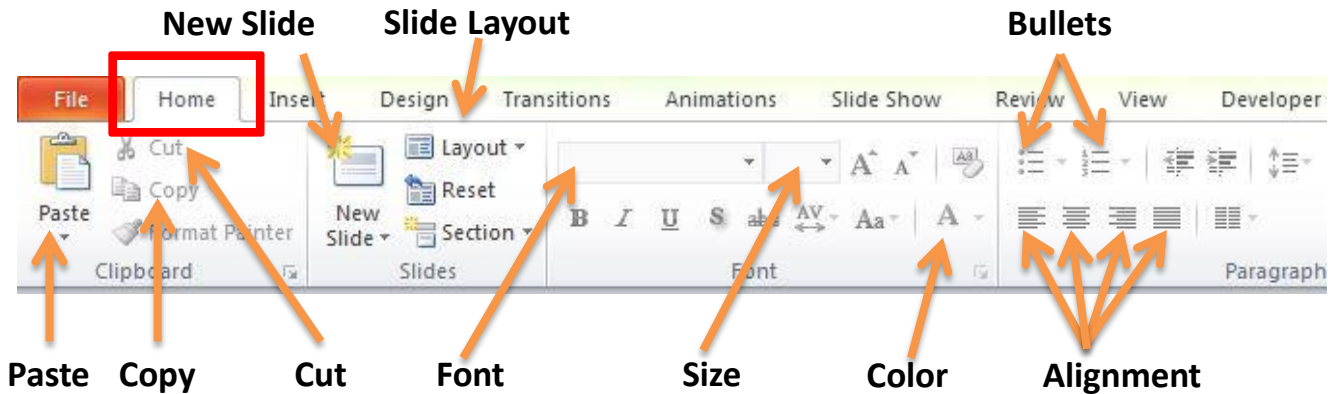 New Slide Slide Layout Bullets
File Home Insert Design Transitions Animations Slide Show Review View Developer
Cut Layout
Copy Reset
Paste Format Painter New Slide Section B I U S abc AV Aa A
Clipboard Slides Font Paragraph
Paste Copy Cut Font Size Color Alignment